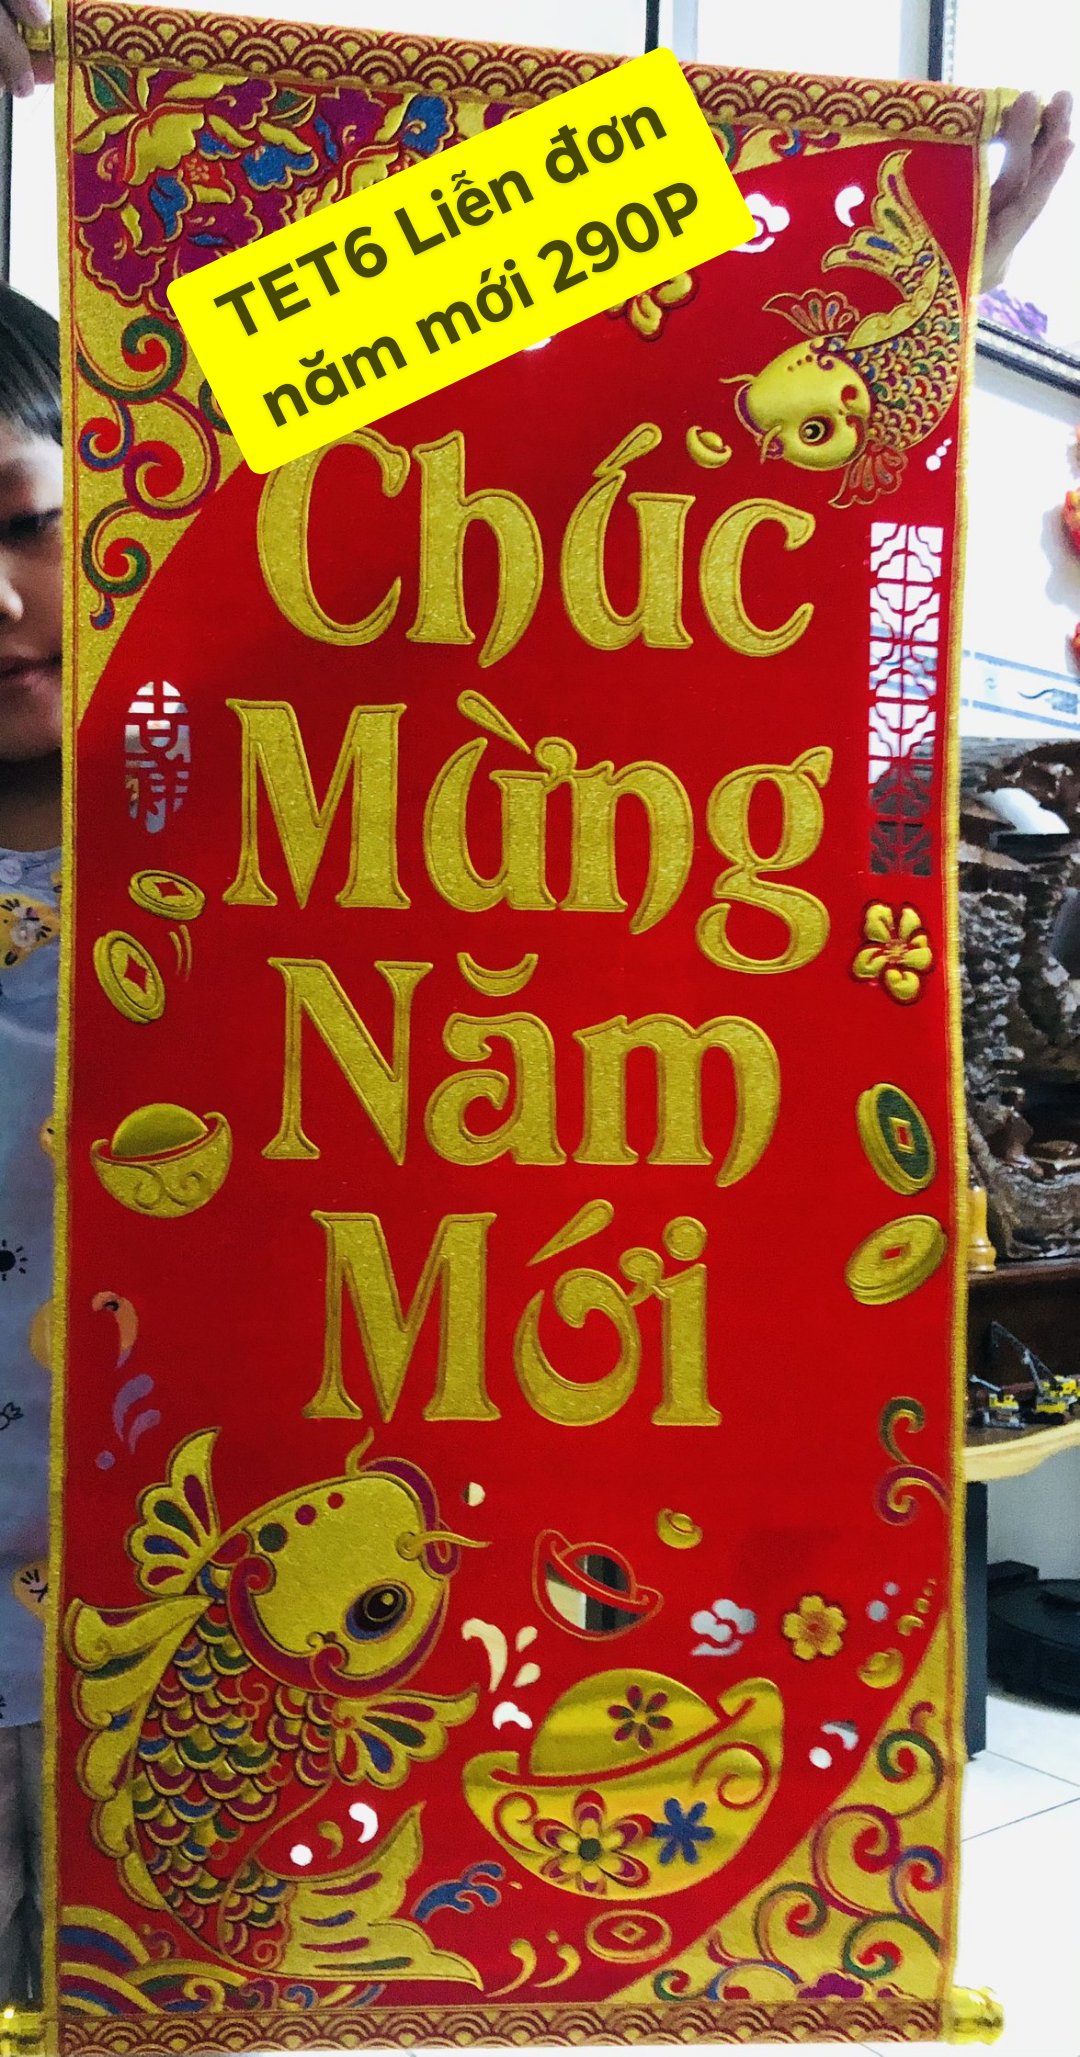 TET6 Liễn đơn
năm mới 290P
Chúc
Mừng
Năm
Mới